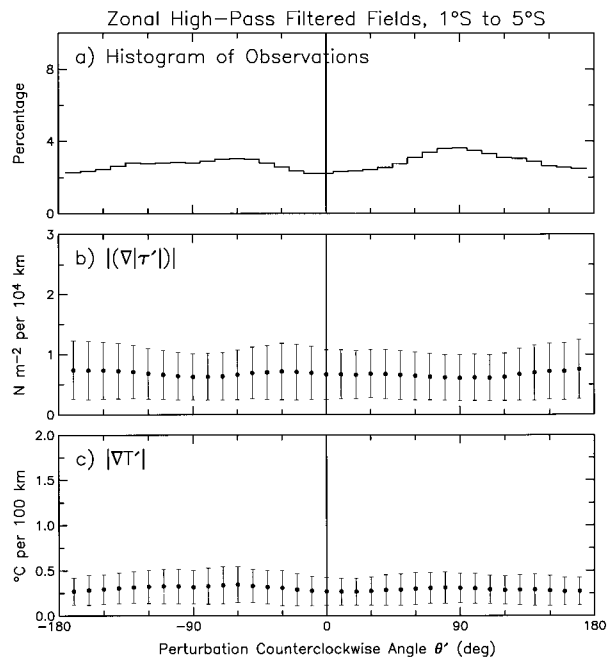 Zonal High-Pass Filtered Fields, 1°S to 5°S
a) Histogram of Observations
Percentage
8
4
0
b) |(∇|τ'|)|
N m⁻² per 10⁴ km
3
2
1
0
c) |∇T'|
°C per 100 km
2.0
1.5
1.0
0.5
0.0
-180
-90
0
90
180
Perturbation Counterclockwise Angle θ' (deg)